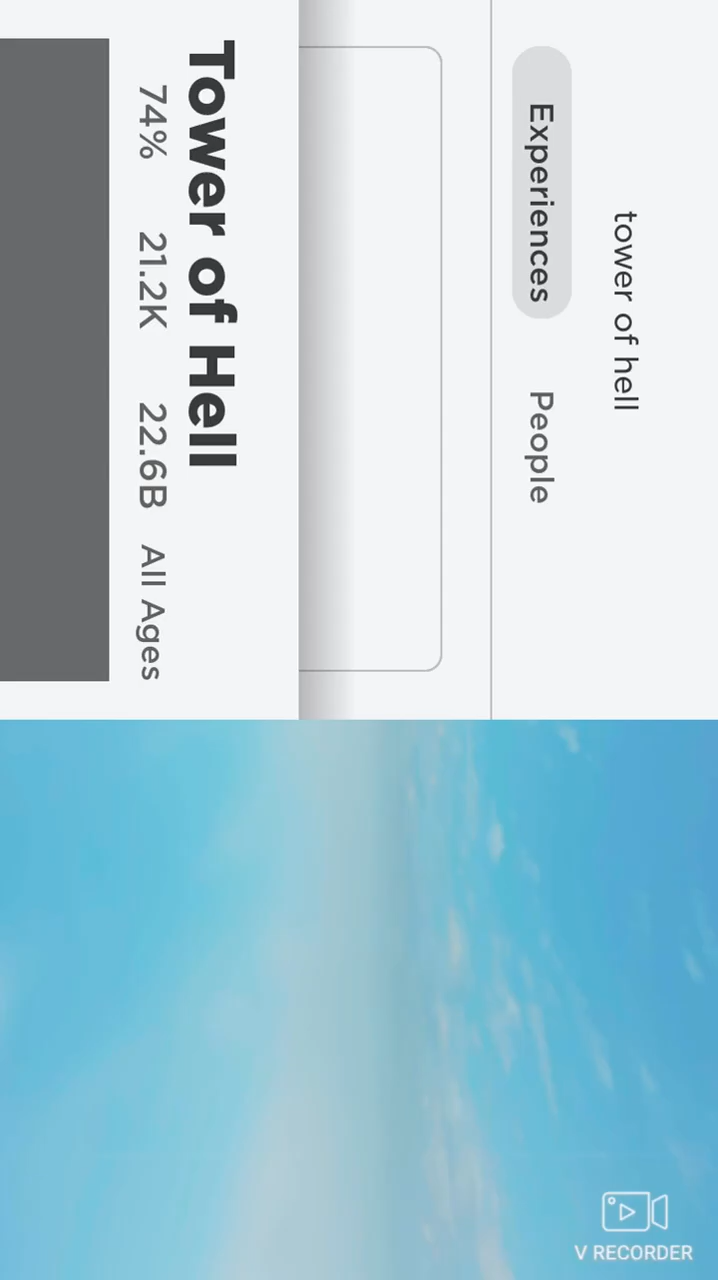 tower of hell
Experiences People
Tower of Hell
74% 21.2K 22.6B All Ages
V RECORDER